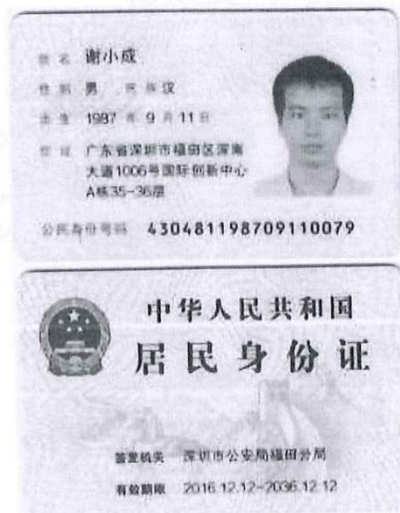 姓名 谢小成
性别 男 民族 汉
出生 1987 年 9 月 11 日
住址 广东省深圳市福田区深南
大道1006号国际创新中心
A栋35-36层
公民身份号码 430481198709110079
中华人民共和国
居民身份证
签发机关 深圳市公安局福田分局
有效期限 2016.12.12-2036.12.12